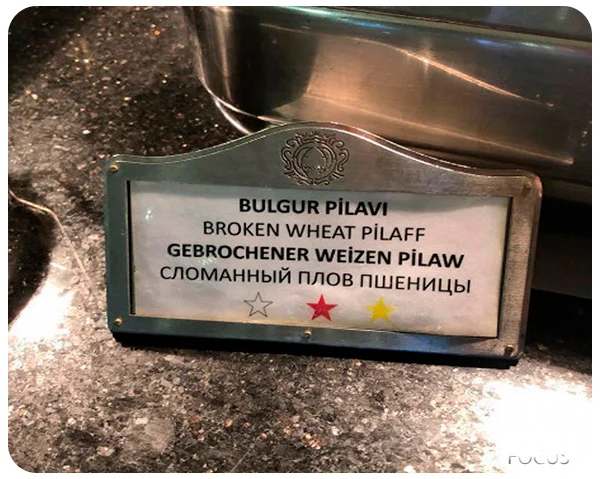 BULGUR PİLAVI
BROKEN WHEAT PİLAFF
GEBROCHENER WEİZEN PİLAW
СЛОМАННЫЙ ПЛОВ ПШЕНИЦЫ
FOCUS